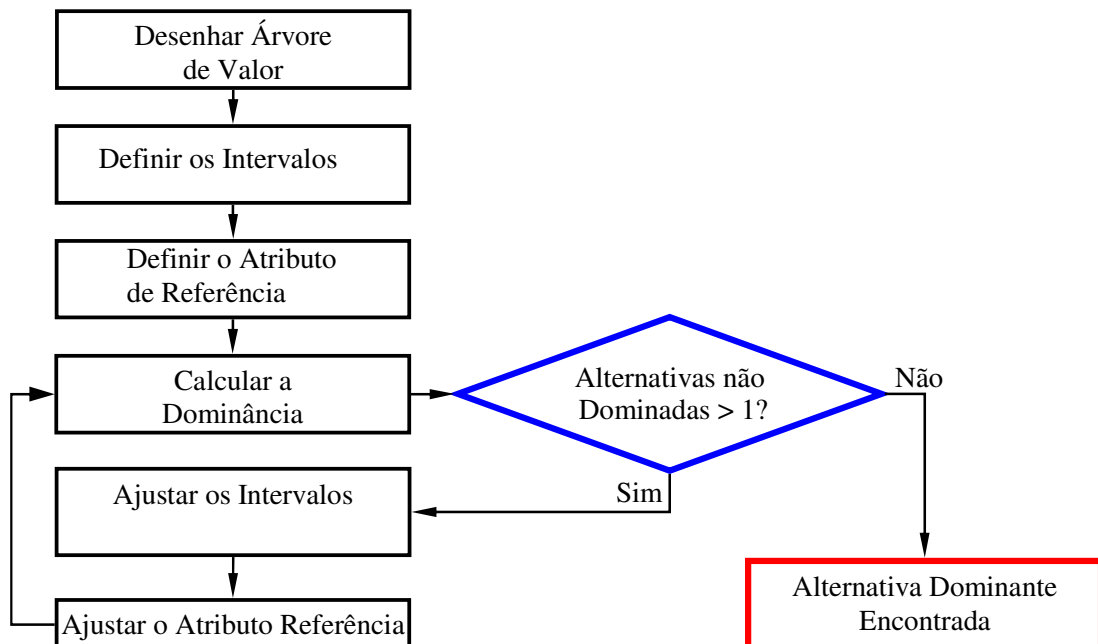 Desenhar Árvore
de Valor
Definir os Intervalos
Definir o Atributo
de Referência
Calcular a
Dominância
Alternativas não
Dominadas > 1?
Não
Sim
Ajustar os Intervalos
Ajustar o Atributo Referência
Alternativa Dominante
Encontrada